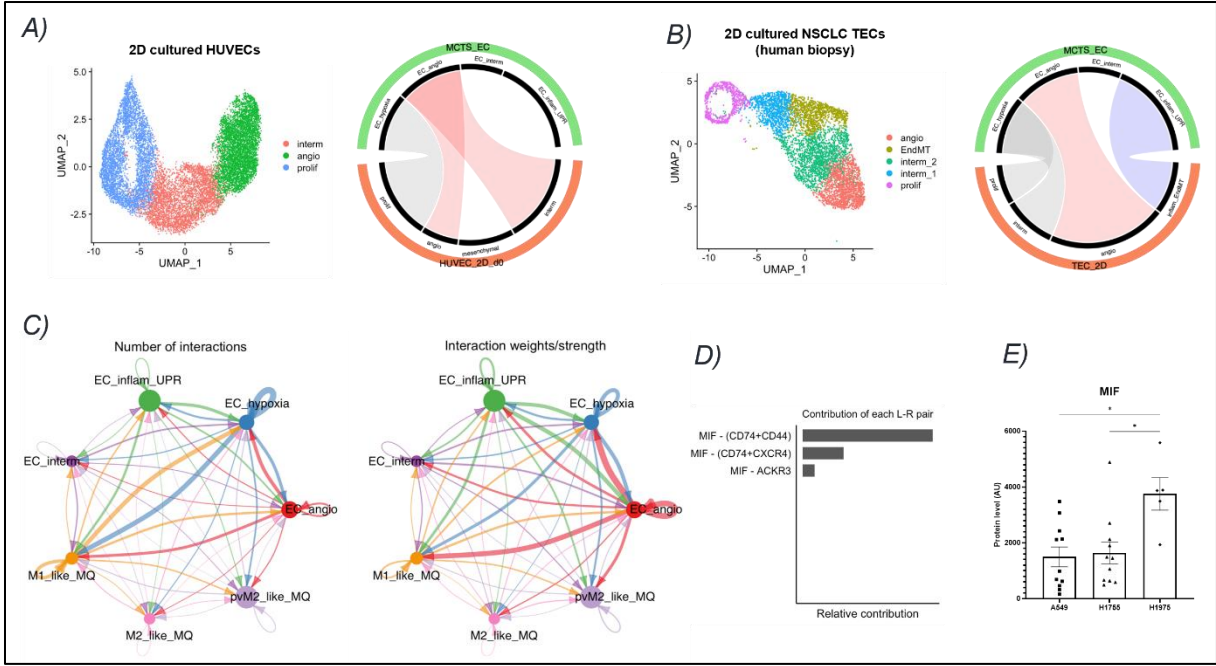 A)
2D cultured HUVECs
5.0
2.5
0.0
-2.5
UMAP_2
-10
-5
0
5
UMAP_1
interm
angio
prolif
MCTS_EC
EC_hypoxia
EC_angio
EC_interm
EC_inflam_UPR
prolif
angio
mesenchymal
interm
HUVEC_2D_d0
B)
2D cultured NSCLC TECs
(human biopsy)
5
0
-5
UMAP_2
-10
-5
0
5
UMAP_1
angio
EndMT
interm_2
interm_1
prolif
MCTS_EC
EC_hypoxia
EC_angio
EC_interm
EC_inflam_UPR
prolif
interm
angio
inflam_EndMT
TEC_2D
C)
Number of interactions
EC_inflam_UPR
EC_hypoxia
EC_interm
EC_angio
M1_like_MQ
pvM2_like_MQ
M2_like_MQ
Interaction weights/strength
EC_inflam_UPR
EC_hypoxia
EC_interm
EC_angio
M1_like_MQ
pvM2_like_MQ
M2_like_MQ
D)
Contribution of each L-R pair
MIF - (CD74+CD44)
MIF - (CD74+CXCR4)
MIF - ACKR3
Relative contribution
E)
MIF
*
*
6000
4000
2000
0
Protein level (AU)
A549
H1755
H1975